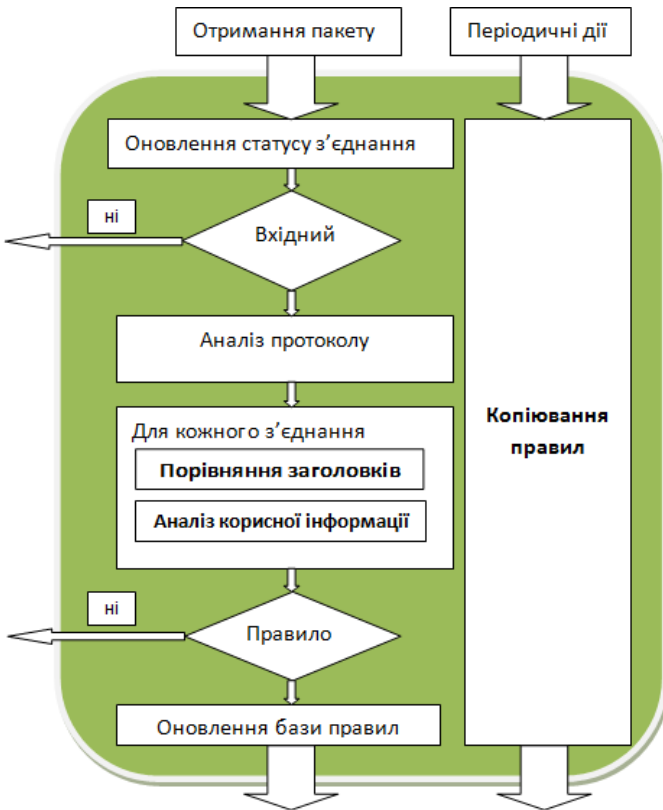 Отримання пакету
Періодичні дії
Оновлення статусу з’єднання
ні
Вхідний
Аналіз протоколу
Для кожного з’єднання
Порівняння заголовків
Аналіз корисної інформації
Копіювання
правил
ні
Правило
Оновлення бази правил